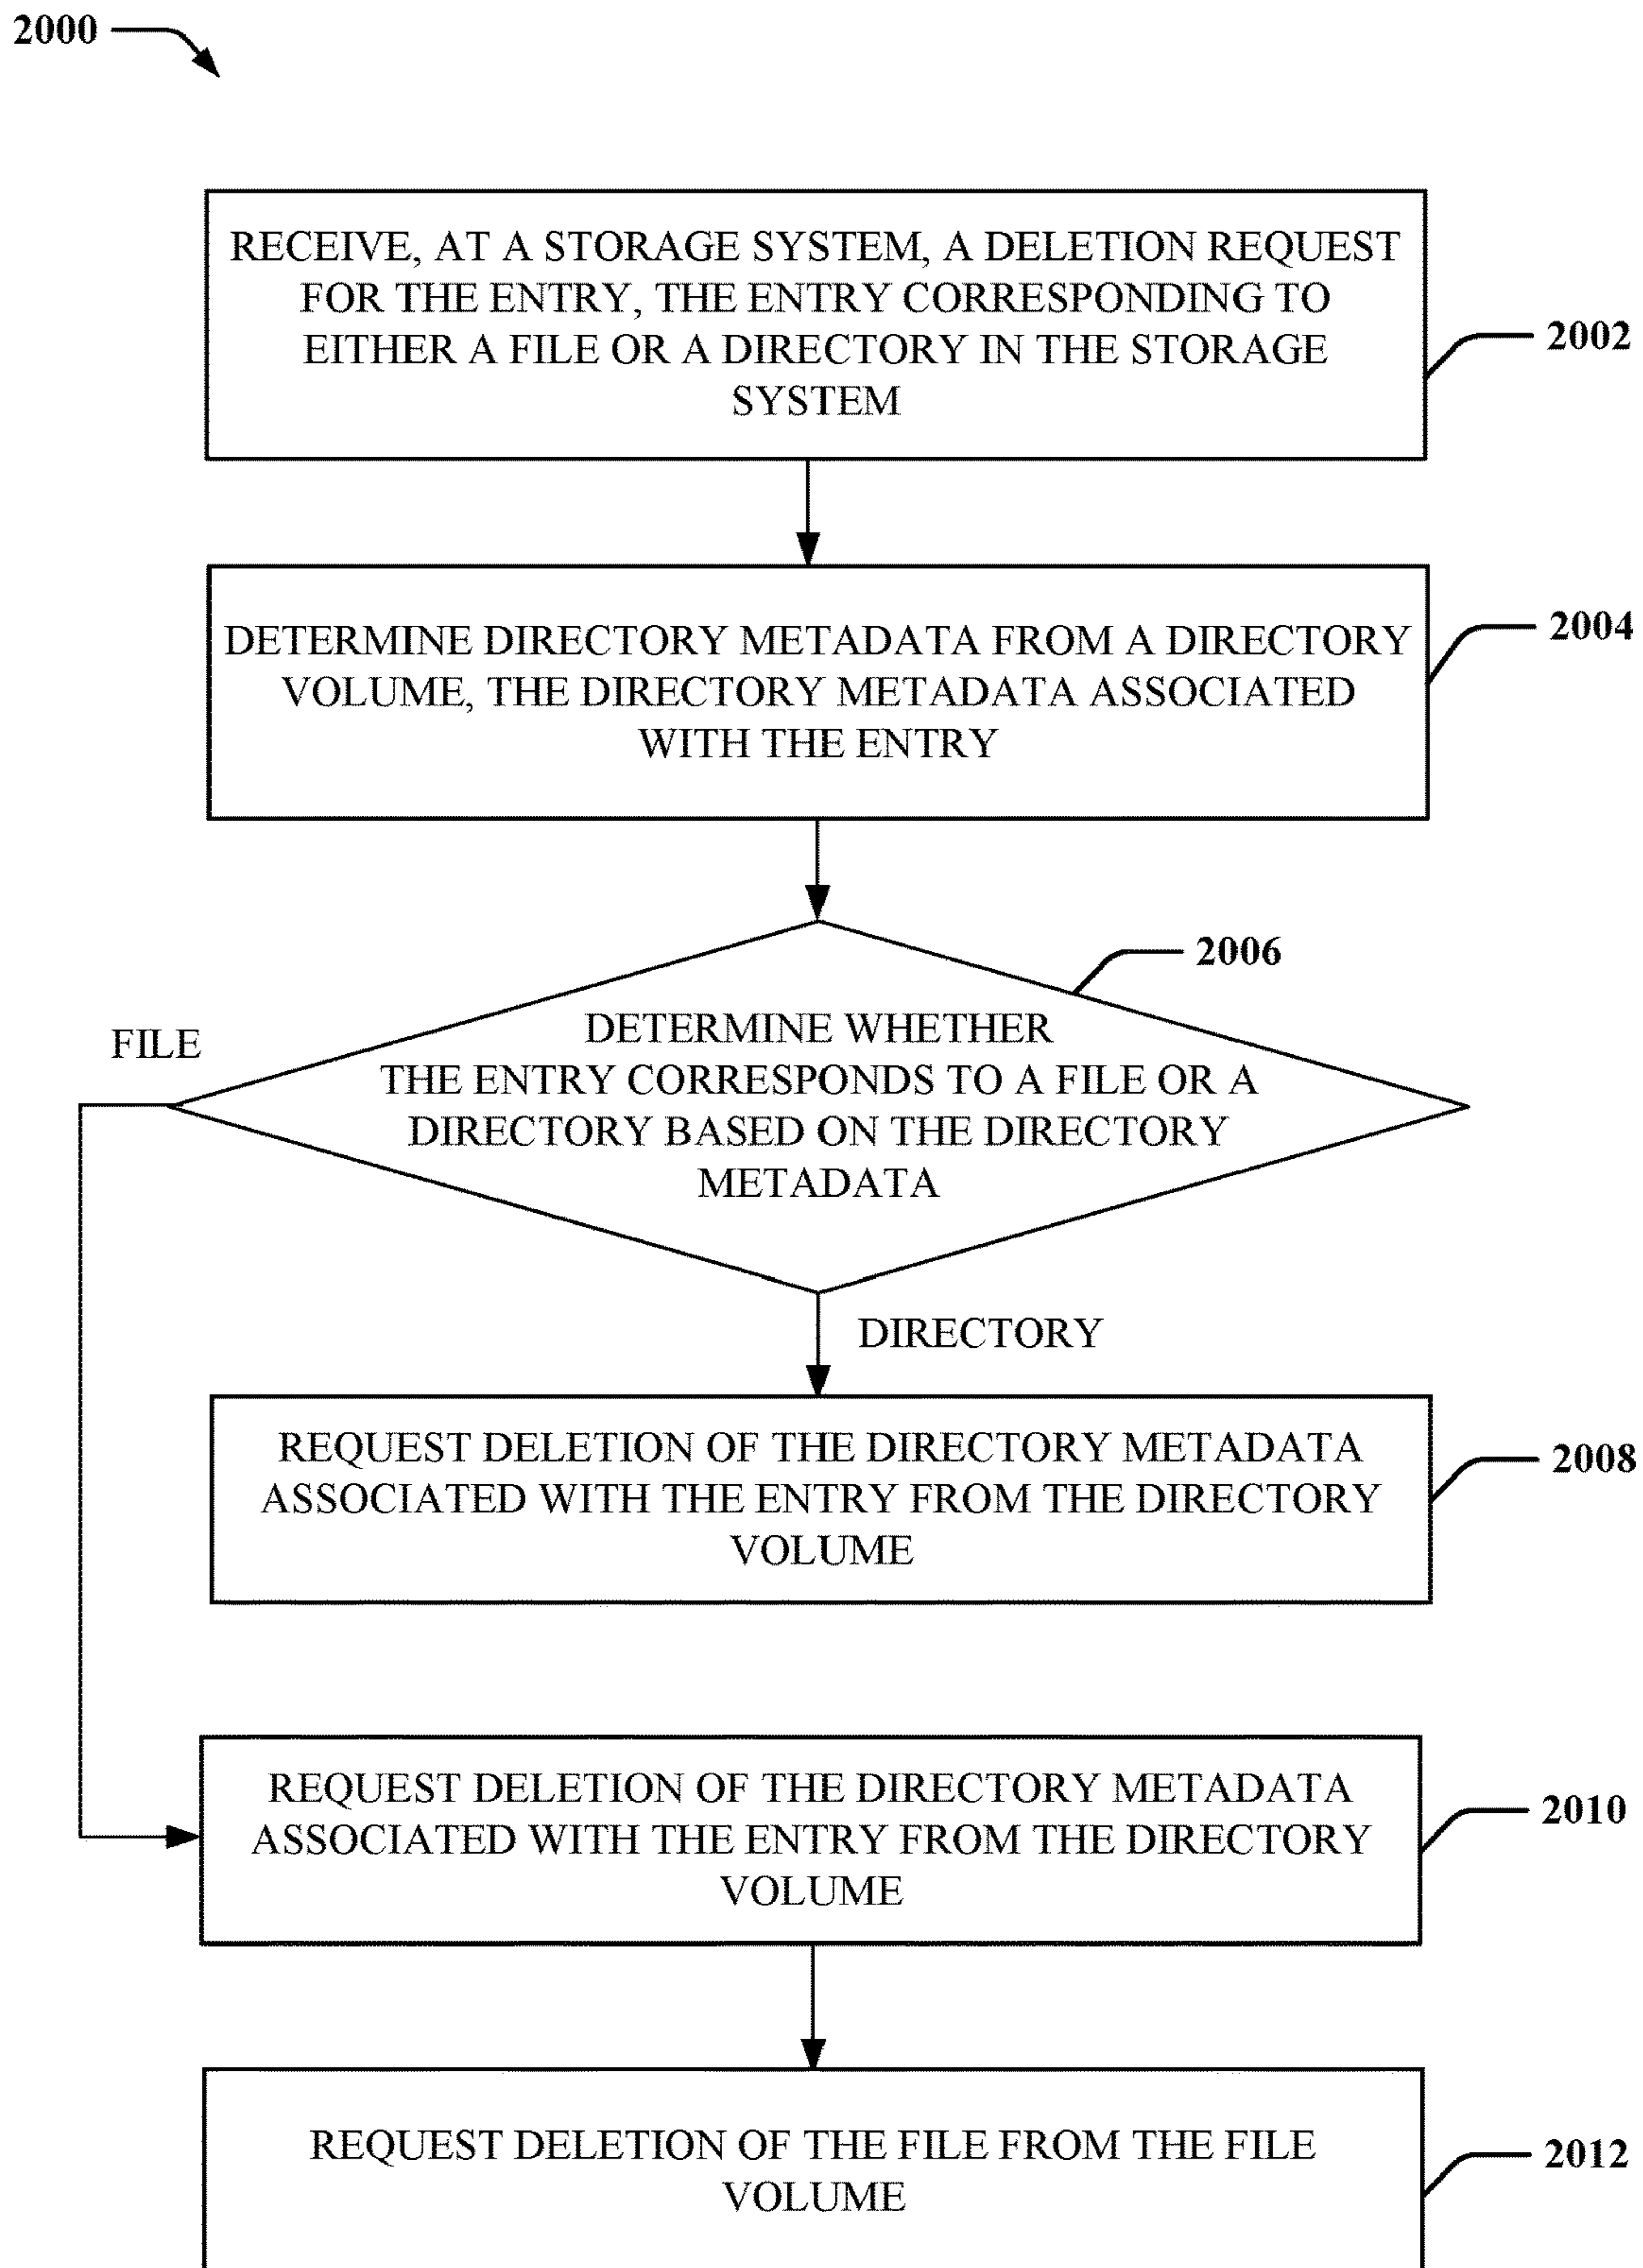 2000
RECEIVE, AT A STORAGE SYSTEM, A DELETION REQUEST
FOR THE ENTRY, THE ENTRY CORRESPONDING TO
EITHER A FILE OR A DIRECTORY IN THE STORAGE
SYSTEM
2002
DETERMINE DIRECTORY METADATA FROM A DIRECTORY
VOLUME, THE DIRECTORY METADATA ASSOCIATED
WITH THE ENTRY
2004
2006
DETERMINE WHETHER
THE ENTRY CORRESPONDS TO A FILE OR A
DIRECTORY BASED ON THE DIRECTORY
METADATA
FILE
DIRECTORY
REQUEST DELETION OF THE DIRECTORY METADATA
ASSOCIATED WITH THE ENTRY FROM THE DIRECTORY
VOLUME
2008
REQUEST DELETION OF THE DIRECTORY METADATA
ASSOCIATED WITH THE ENTRY FROM THE DIRECTORY
VOLUME
2010
REQUEST DELETION OF THE FILE FROM THE FILE
VOLUME
2012